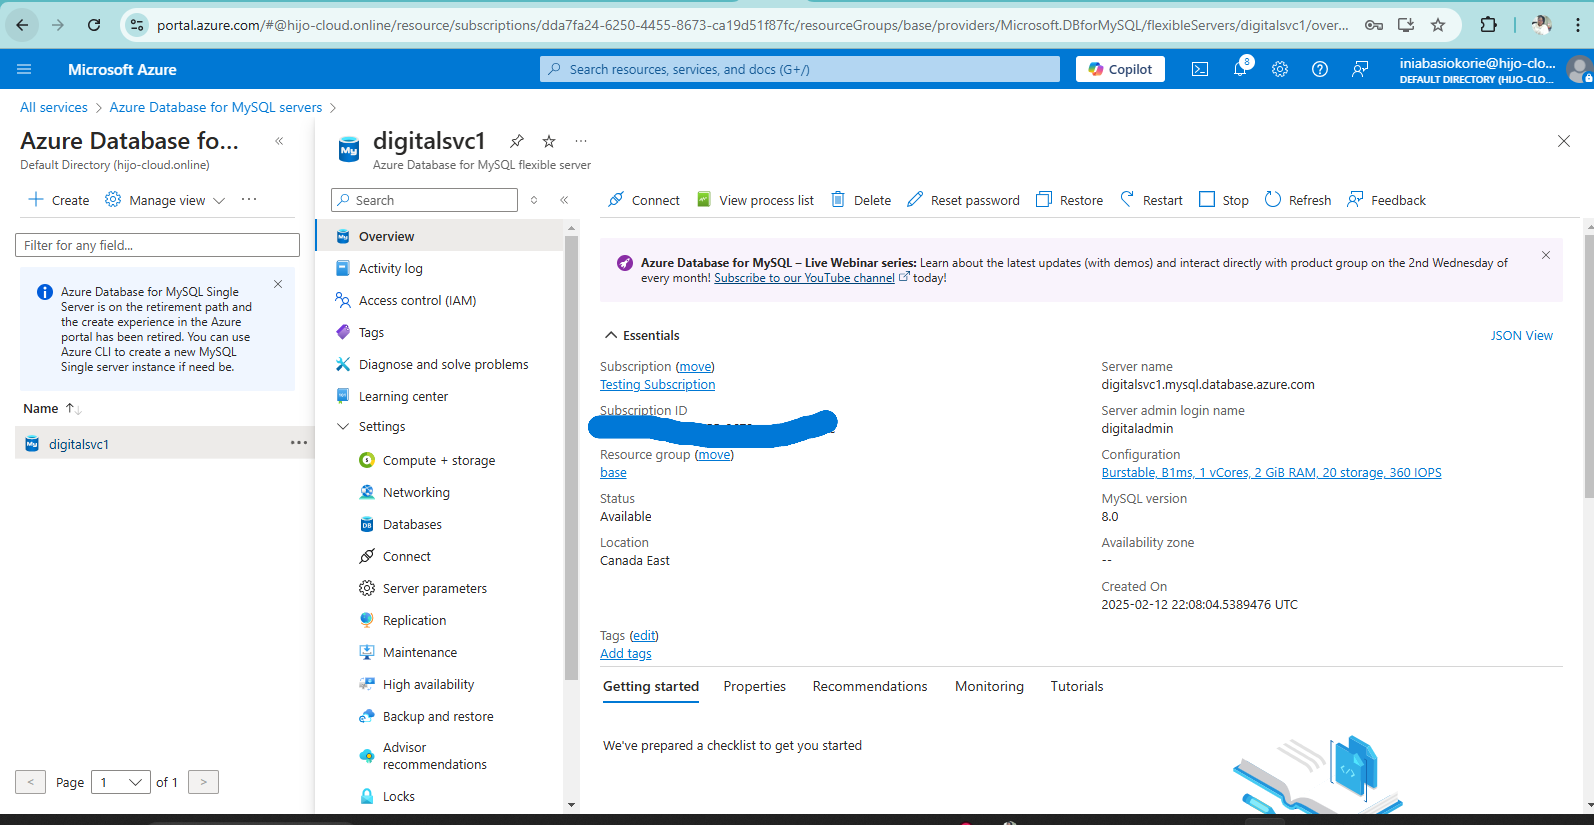 portal.azure.com/#@hijo-cloud.online/resource/subscriptions/dda7fa24-6250-4455-8673-ca19d51f87fc/resourceGroups/base/providers/Microsoft.DBforMySQL/flexibleServers/digitalsvc1/over...
Microsoft Azure
Search resources, services, and docs (G+/)
Copilot
8
iniabasiokorie@hijo-clo...
DEFAULT DIRECTORY (HIJO-CLO...
All services > Azure Database for MySQL servers >
Azure Database fo...
Default Directory (hijo-cloud.online)
Create
Manage view
Filter for any field...
Azure Database for MySQL Single
Server is on the retirement path and
the create experience in the Azure
portal has been retired. You can use
Azure CLI to create a new MySQL
Single server instance if need be.
Name
digitalsvc1
< Page 1 of 1 >
digitalsvc1
Azure Database for MySQL flexible server
Search
Overview
Activity log
Access control (IAM)
Tags
Diagnose and solve problems
Learning center
Settings
Compute + storage
Networking
Databases
Connect
Server parameters
Replication
Maintenance
High availability
Backup and restore
Advisor
recommendations
Locks
Connect
View process list
Delete
Reset password
Restore
Restart
Stop
Refresh
Feedback
Azure Database for MySQL – Live Webinar series: Learn about the latest updates (with demos) and interact directly with product group on the 2nd Wednesday of
every month! Subscribe to our YouTube channel today!
Essentials
JSON View
Subscription (move)
Testing Subscription
Subscription ID
Resource group (move)
base
Status
Available
Location
Canada East
Server name
digitalsvc1.mysql.database.azure.com
Server admin login name
digitaladmin
Configuration
Burstable, B1ms, 1 vCores, 2 GiB RAM, 20 storage, 360 IOPS
MySQL version
8.0
Availability zone
--
Created On
2025-02-12 22:08:04.5389476 UTC
Tags (edit)
Add tags
Getting started
Properties
Recommendations
Monitoring
Tutorials
We've prepared a checklist to get you started